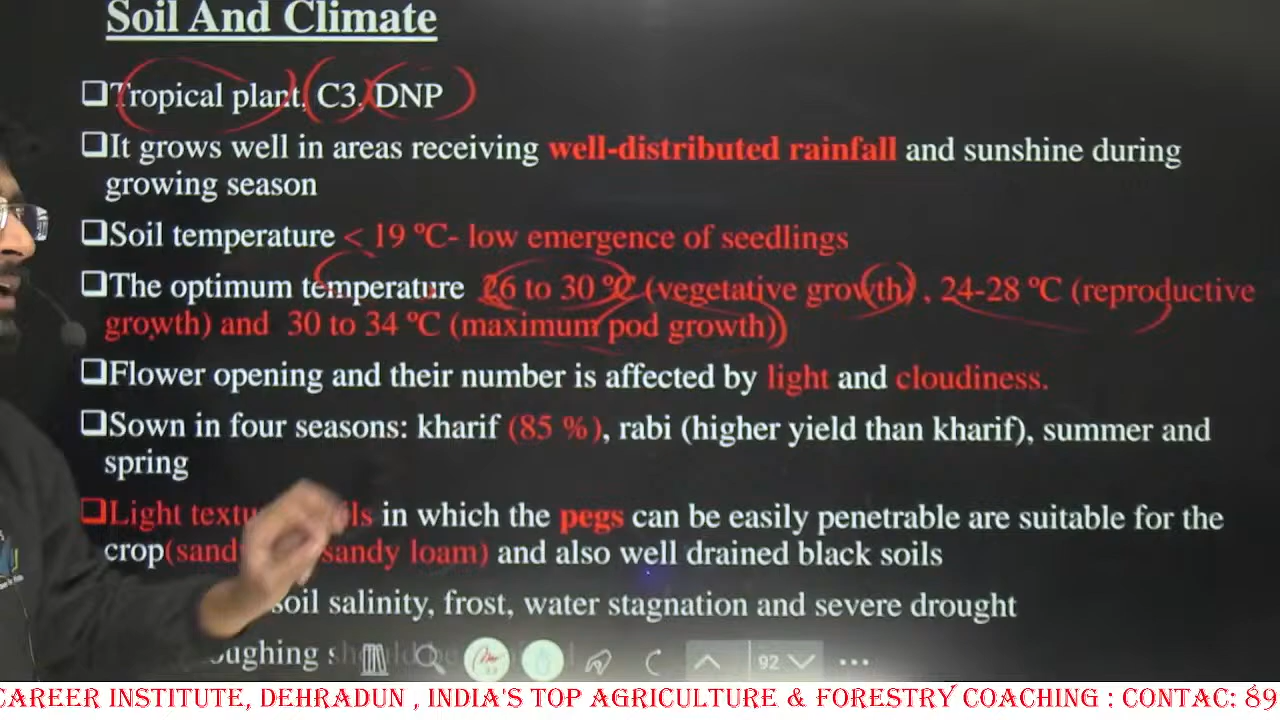 Soil And Climate
❑Tropical plant, C3, DNP
❑It grows well in areas receiving well-distributed rainfall and sunshine during
growing season
❑Soil temperature < 19 ºC- low emergence of seedlings
❑The optimum temperature 26 to 30 ºC (vegetative growth) , 24-28 ºC (reproductive
growth) and 30 to 34 ºC (maximum pod growth))
❑Flower opening and their number is affected by light and cloudiness.
❑Sown in four seasons: kharif (85 %), rabi (higher yield than kharif), summer and
spring
❑Light in which the pegs can be easily penetrable are suitable for the
crop(sandy sandy loam) and also well drained black soils
soil salinity, frost, water stagnation and severe drought
should be
92
CAREER INSTITUTE, DEHRADUN , INDIA'S TOP AGRICULTURE & FORESTRY COACHING : CONTAC: 89